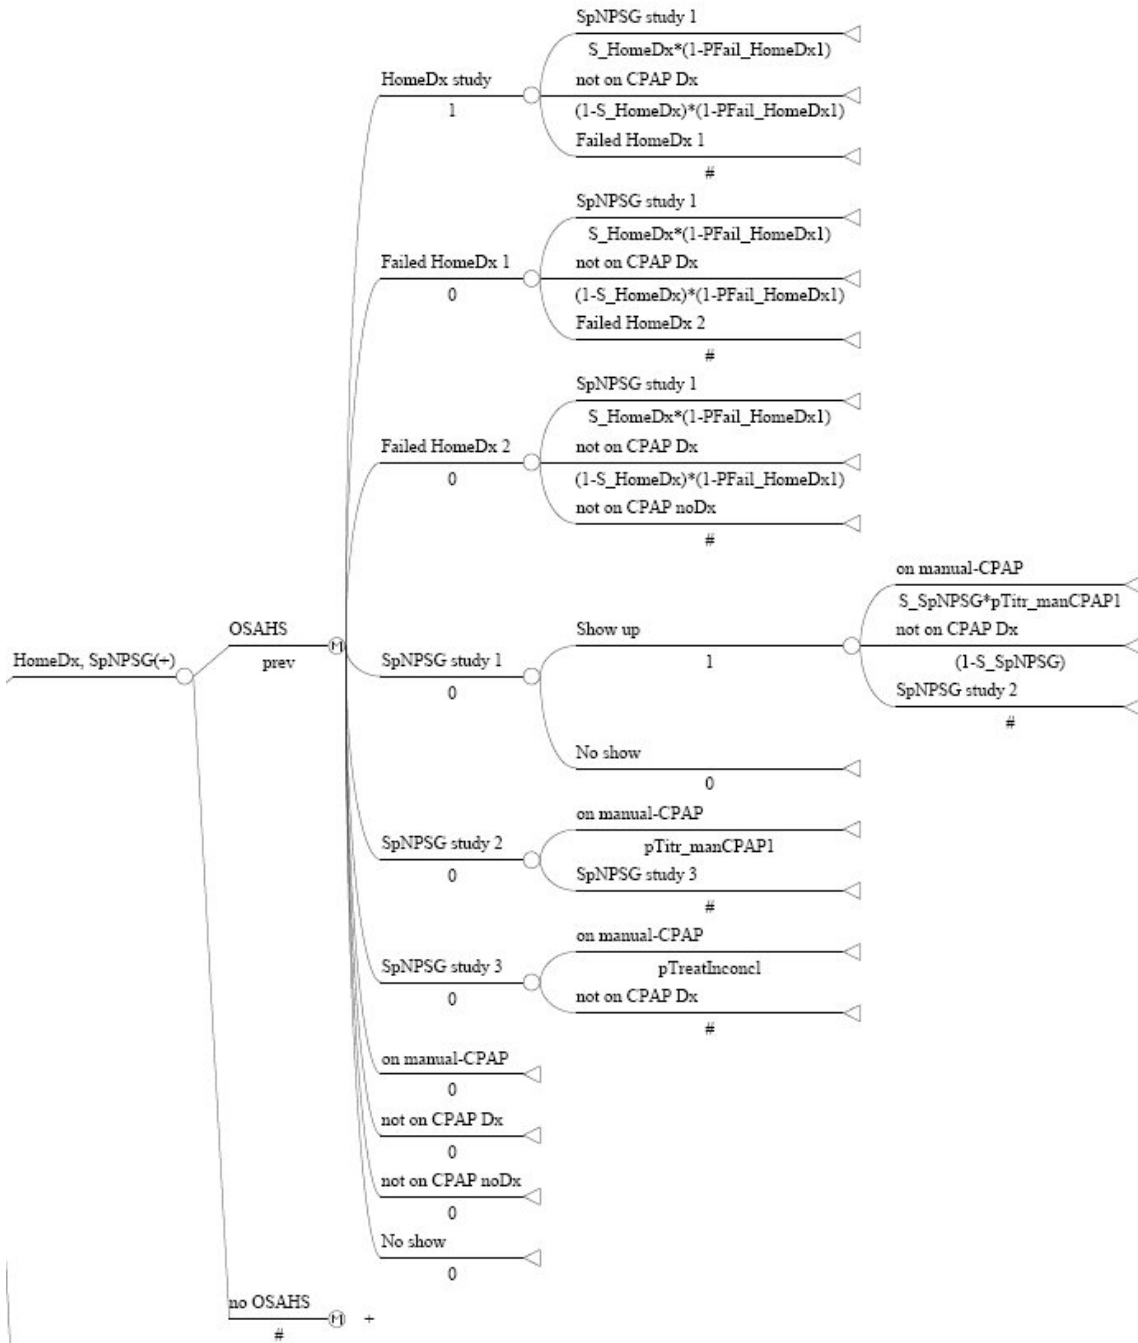 SpNPSG study 1
S_HomeDx*(1-PFail_HomeDx1)
HomeDx study
1
not on CPAP Dx
(1-S_HomeDx)*(1-PFail_HomeDx1)
Failed HomeDx 1
#
SpNPSG study 1
S_HomeDx*(1-PFail_HomeDx1)
Failed HomeDx 1
0
not on CPAP Dx
(1-S_HomeDx)*(1-PFail_HomeDx1)
Failed HomeDx 2
#
SpNPSG study 1
S_HomeDx*(1-PFail_HomeDx1)
Failed HomeDx 2
0
not on CPAP Dx
(1-S_HomeDx)*(1-PFail_HomeDx1)
not on CPAP noDx
#
HomeDx, SpNPSG(+)
OSAHS
prev
M
SpNPSG study 1
0
Show up
1
on manual-CPAP
S_SpNPSG*pTitr_manCPAP1
not on CPAP Dx
(1-S_SpNPSG)
SpNPSG study 2
#
No show
0
SpNPSG study 2
0
on manual-CPAP
pTitr_manCPAP1
SpNPSG study 3
#
SpNPSG study 3
0
on manual-CPAP
pTreatInconcl
not on CPAP Dx
#
on manual-CPAP
0
not on CPAP Dx
0
not on CPAP noDx
0
No show
0
no OSAHS
#
M +